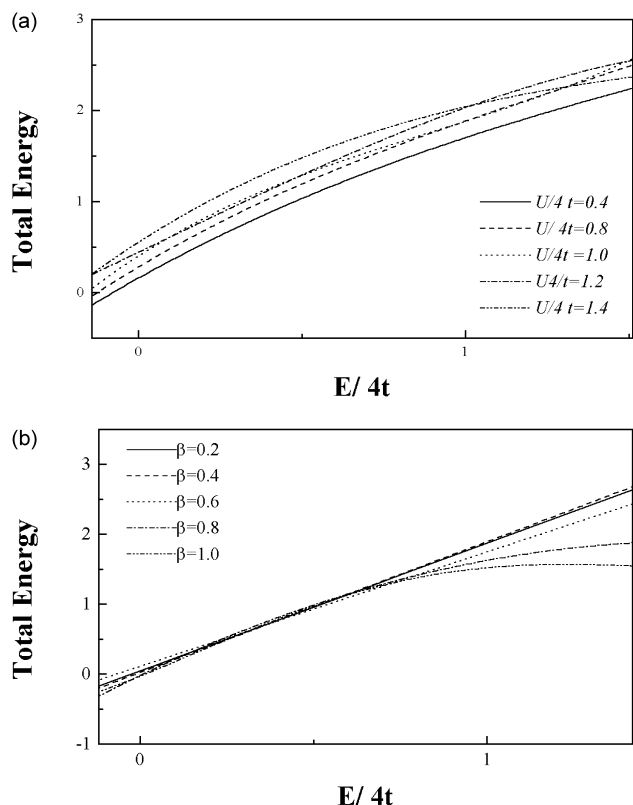 (a)
3
2
1
0
Total Energy
U/4 t=0.4
U/ 4t=0.8
U/4t =1.0
U4/t=1.2
U/4 t=1.4
0
1
E/ 4t
(b)
3
2
1
0
-1
Total Energy
β=0.2
β=0.4
β=0.6
β=0.8
β=1.0
0
1
E/ 4t